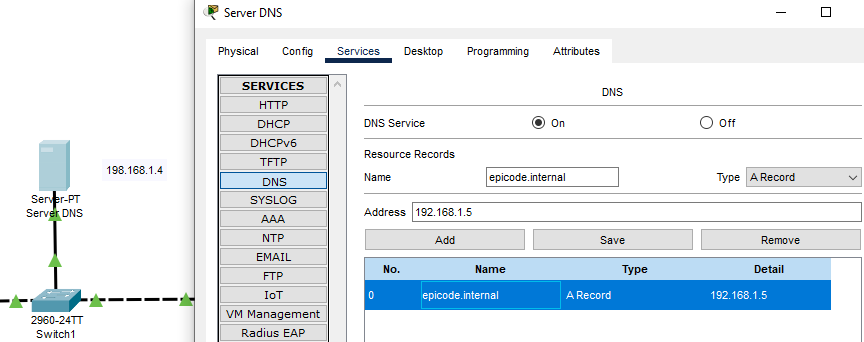 Server DNS
Physical Config Services Desktop Programming Attributes
SERVICES
HTTP
DHCP
DHCPv6
TFTP
DNS
SYSLOG
AAA
NTP
EMAIL
FTP
IoT
VM Management
Radius EAP
DNS
DNS Service On Off
Resource Records
Name epicode.internal Type A Record
Address 192.168.1.5
Add Save Remove
No. Name Type Detail
0 epicode.internal A Record 192.168.1.5
198.168.1.4
Server-PT
Server DNS
2960-24TT
Switch1